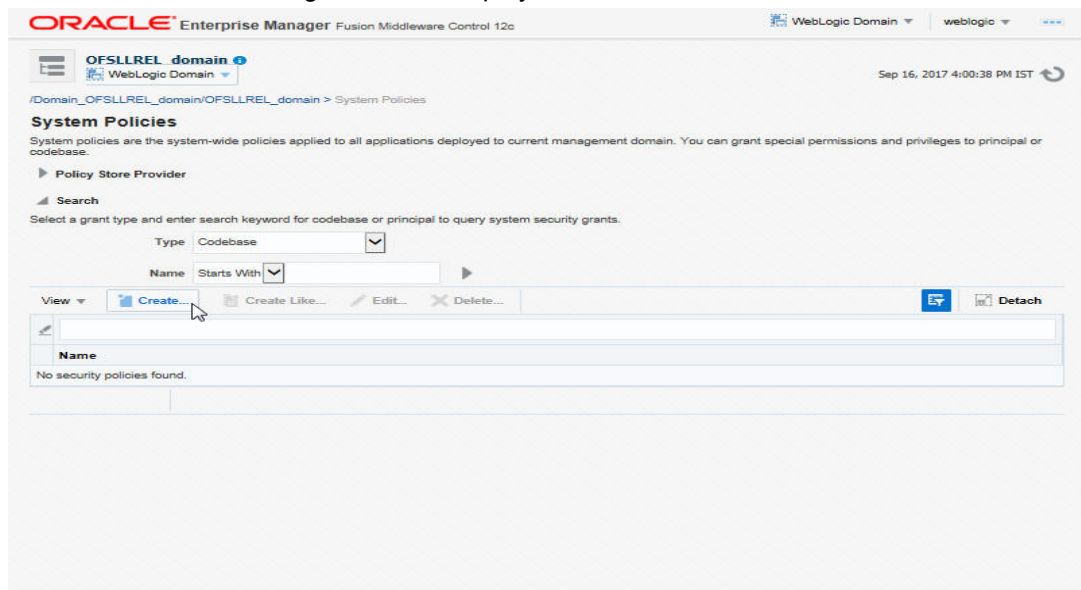 ORACLE Enterprise Manager Fusion Middleware Control 12c
WebLogic Domain
weblogic
OFSLLREL_domain
WebLogic Domain
Sep 16, 2017 4:00:38 PM IST
/Domain_OFSLLREL_domain/OFSLLREL_domain > System Policies
System Policies
System policies are the system-wide policies applied to all applications deployed to current management domain. You can grant special permissions and privileges to principal or
codebase.
Policy Store Provider
Search
Select a grant type and enter search keyword for codebase or principal to query system security grants.
Type Codebase
Name Starts With
View Create... Create Like... Edit... Delete... Detach
Name
No security policies found.